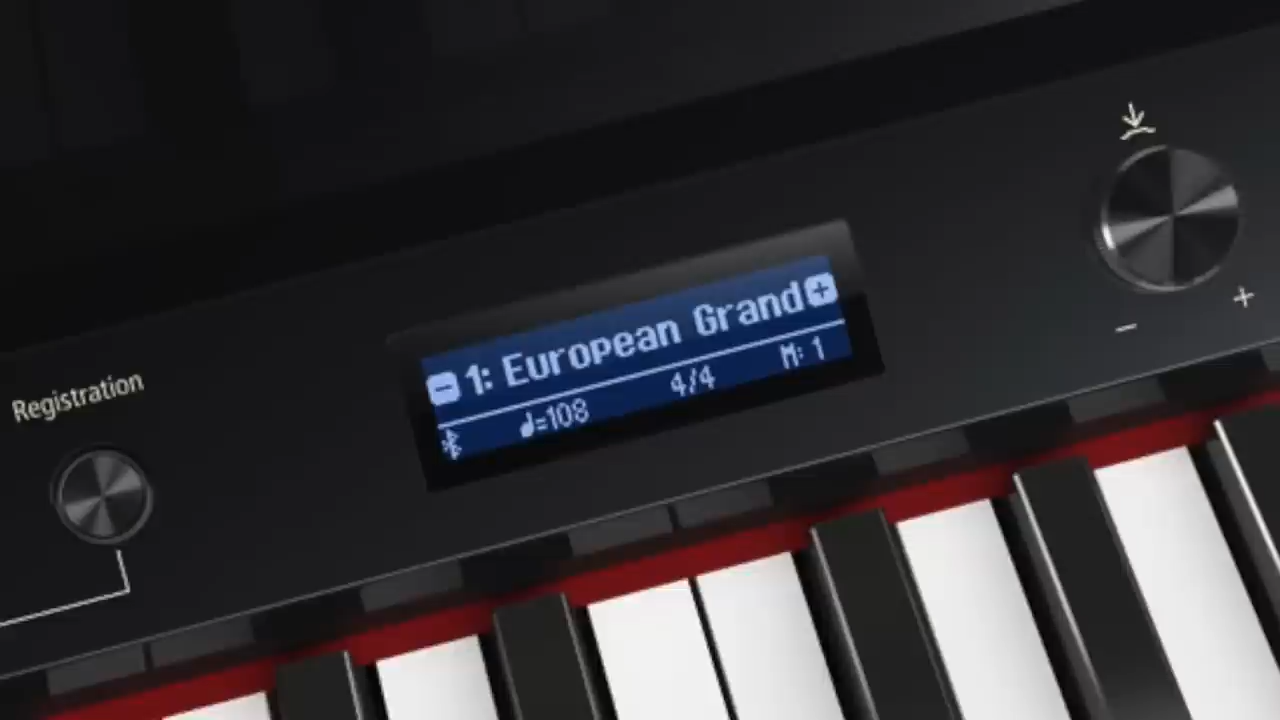 - 1: European Grand +
♩=108 4/4 M: 1
Registration
- +